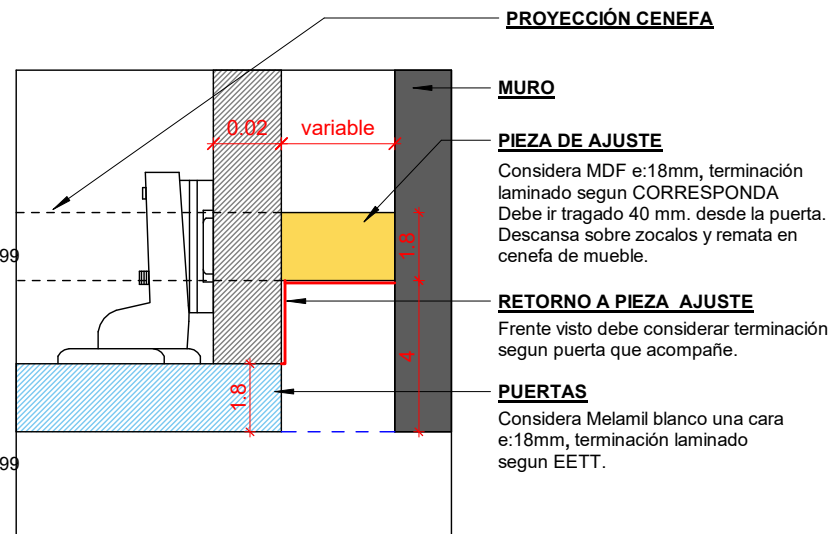 PROYECCIÓN CENEFA
MURO
0.02
variable
PIEZA DE AJUSTE
Considera MDF e:18mm, terminación
laminado segun CORRESPONDA
Debe ir tragado 40 mm. desde la puerta.
Descansa sobre zocalos y remata en
cenefa de mueble.
1.8
99
RETORNO A PIEZA AJUSTE
Frente visto debe considerar terminación
segun puerta que acompañe.
4
1.8
PUERTAS
Considera Melamil blanco una cara
e:18mm, terminación laminado
segun EETT.
99